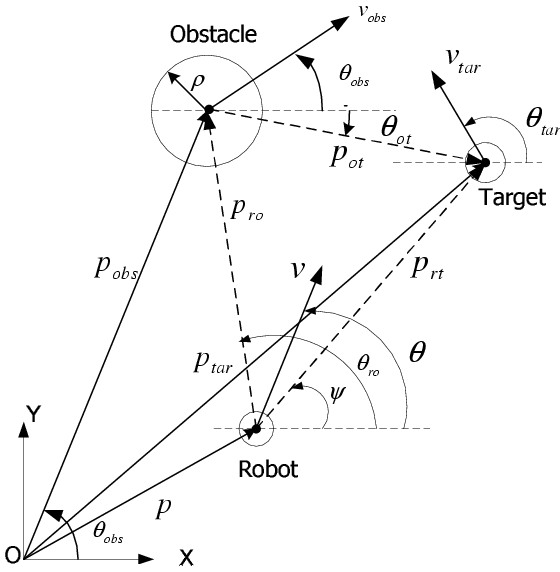 v_obs
Obstacle
ρ
θ_obs
v_tar
θ_ot
θ_tar
p_ot
Target
p_ro
p_obs
v
p_rt
p_tar
θ_ro
θ
ψ
Y
Robot
p
θ_obs
O
X